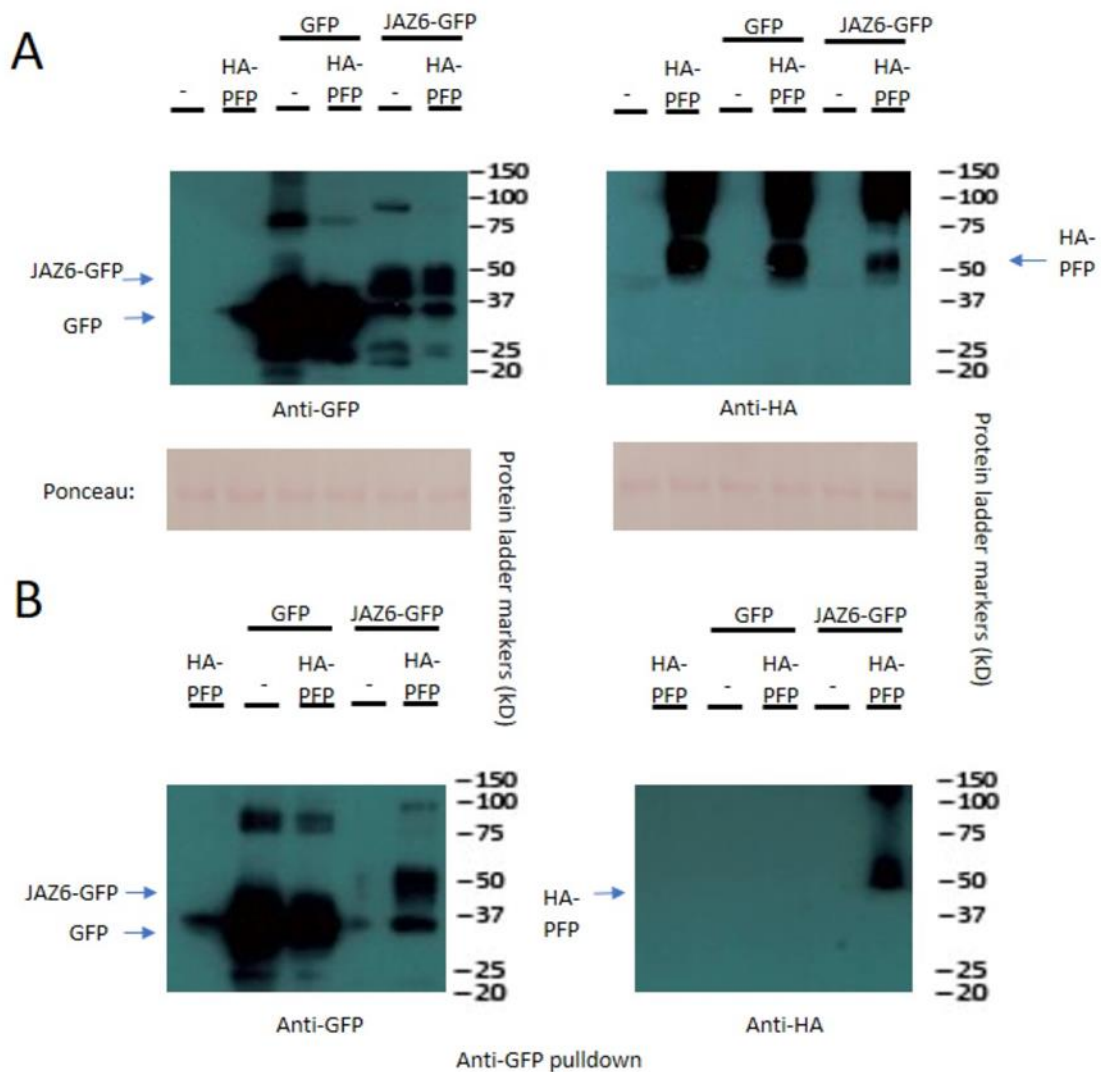 A
GFP
JAZ6-GFP
-
HA-
PFP
-
HA-
PFP
-
HA-
PFP
JAZ6-GFP
GFP
-150
-100
-75
-50
-37
-25
-20
Anti-GFP
GFP
JAZ6-GFP
-
HA-
PFP
-
HA-
PFP
-
HA-
PFP
-150
-100
-75
-50
-37
-25
-20
HA-
PFP
Anti-HA
Ponceau:
Protein ladder markers (kD)
Protein ladder markers (kD)
B
GFP
JAZ6-GFP
HA-
PFP
-
HA-
PFP
-
HA-
PFP
JAZ6-GFP
GFP
-150
-100
-75
-50
-37
-25
-20
Anti-GFP
GFP
JAZ6-GFP
HA-
PFP
-
HA-
PFP
-
HA-
PFP
HA-
PFP
-150
-100
-75
-50
-37
-25
-20
Anti-HA
Anti-GFP pulldown